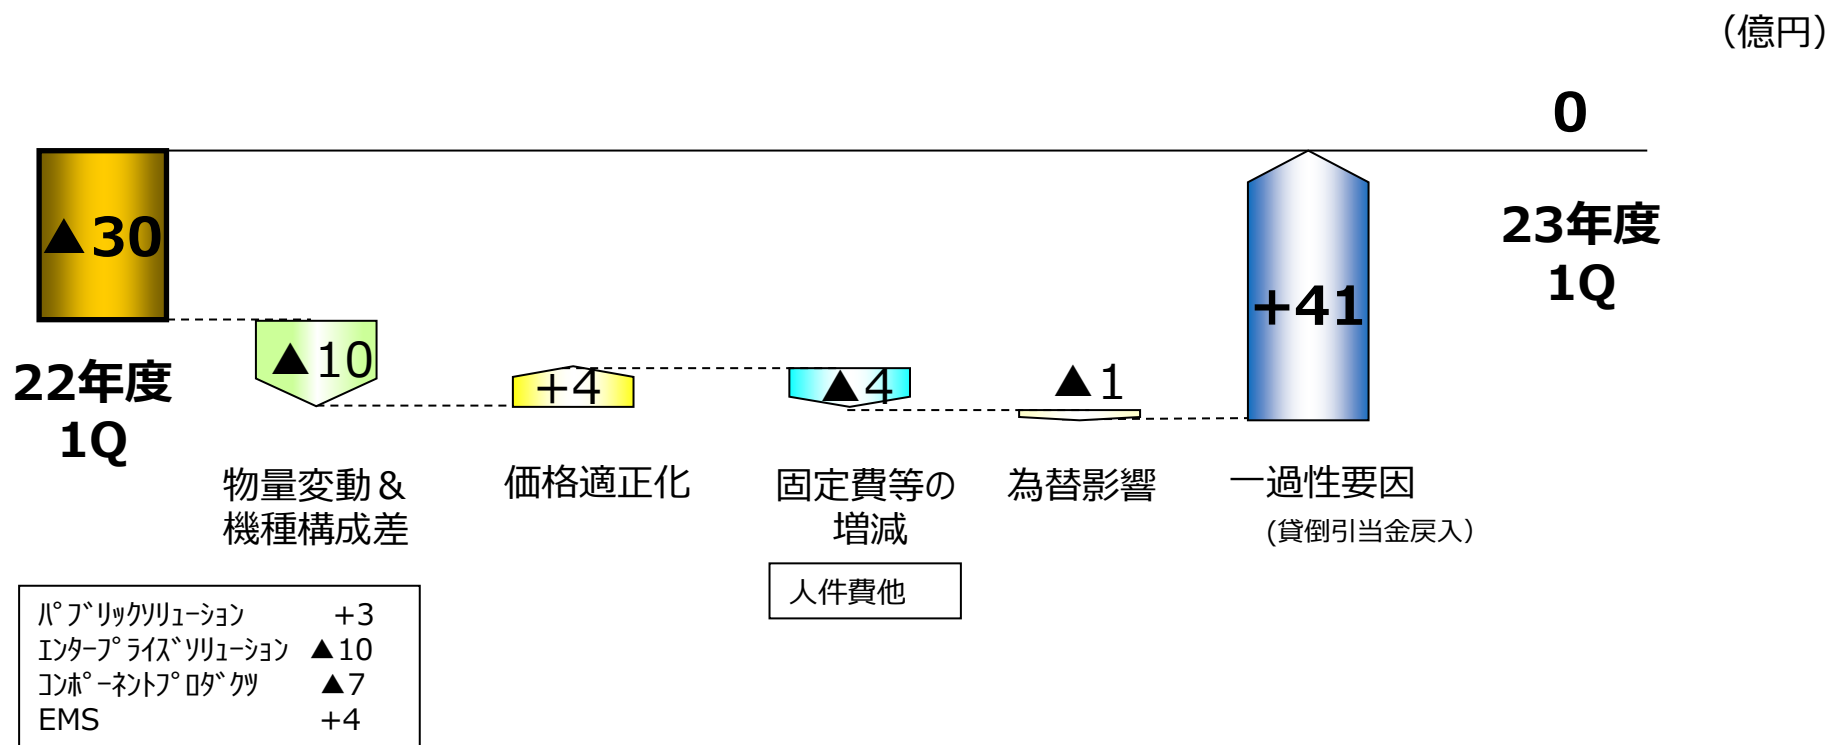 （億円）
0
▲30
22年度
1Q
▲10
+4
▲4
▲1
+41
23年度
1Q
物量変動＆
機種構成差
価格適正化
固定費等の
増減
為替影響
一過性要因
(貸倒引当金戻入）
人件費他
ﾊﾟﾌﾞﾘｯｸｿﾘｭｰｼｮﾝ +3
ｴﾝﾀｰﾌﾟﾗｲｽﾞｿﾘｭｰｼｮﾝ ▲10
ｺﾝﾎﾟｰﾈﾝﾄﾌﾟﾛﾀﾞｸﾂ ▲7
EMS +4